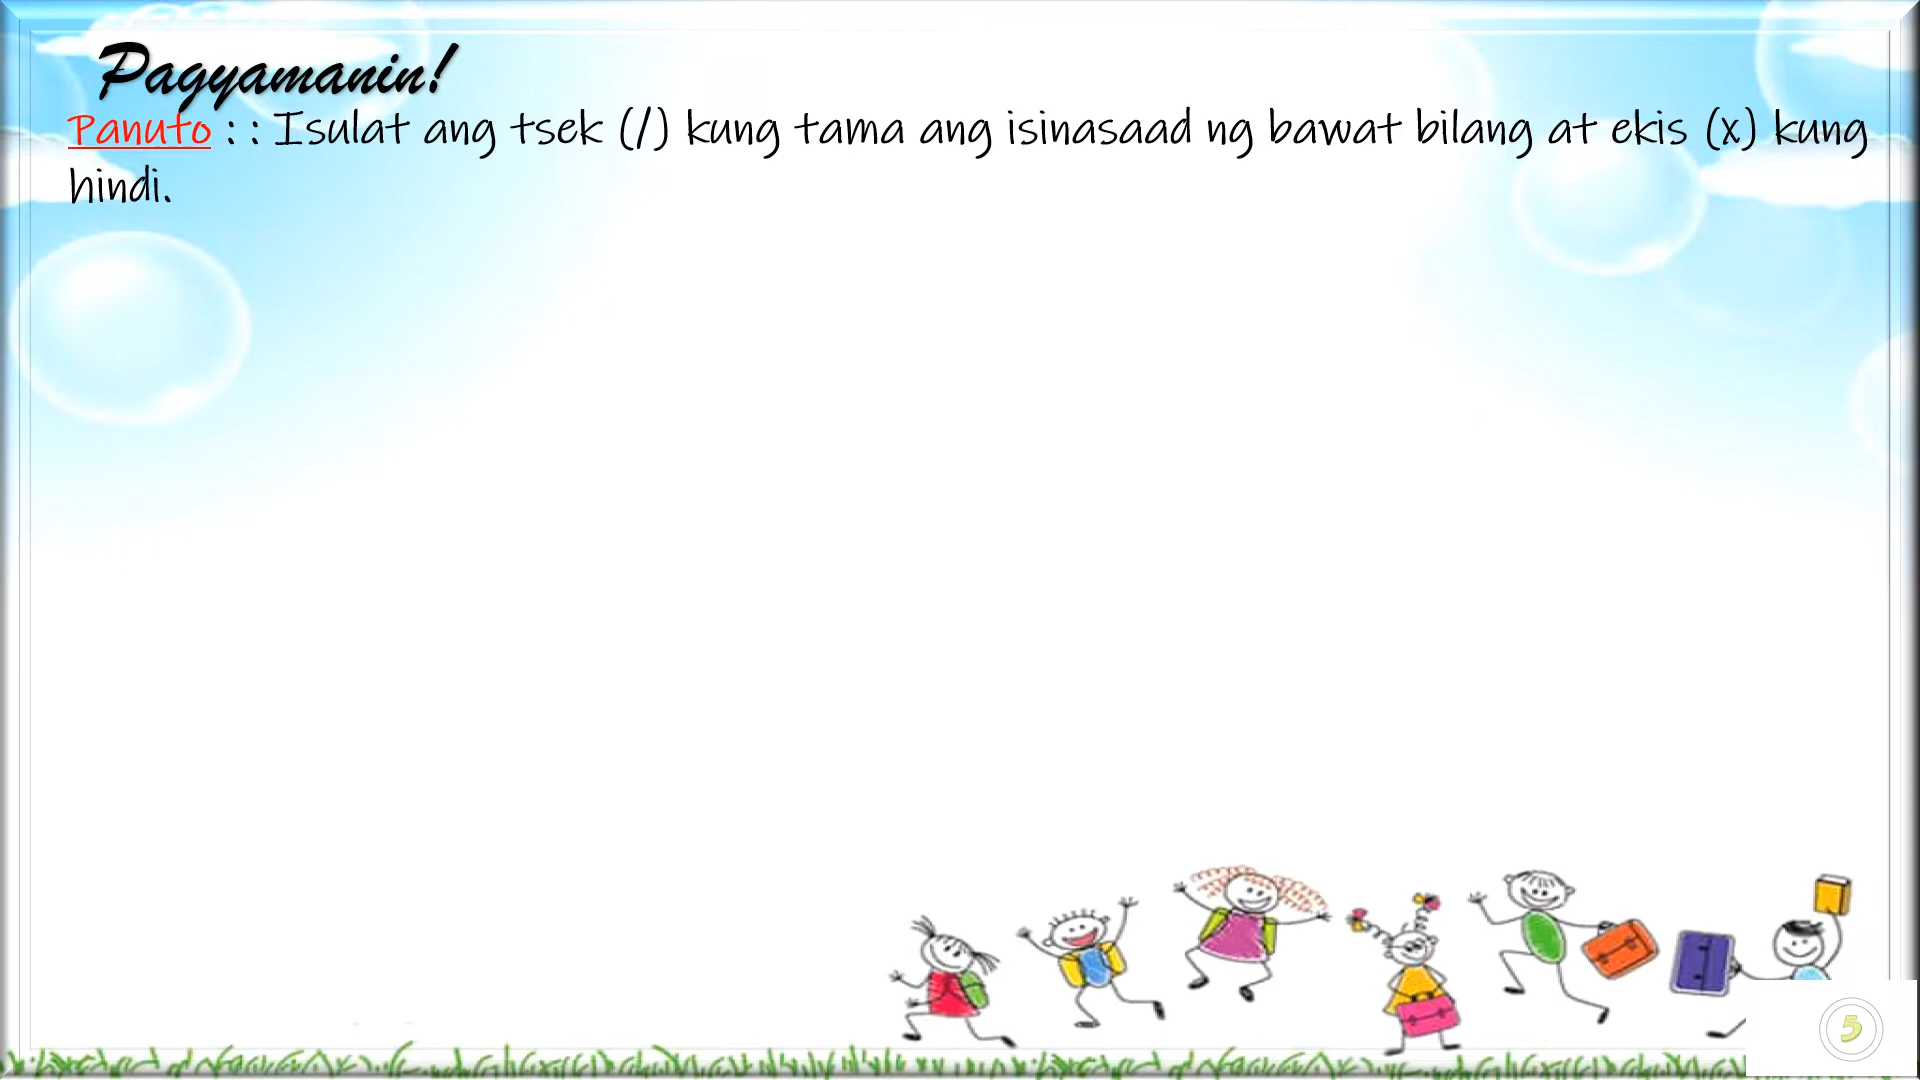 Pagyamanin!
Panuto : : Isulat ang tsek (/) kung tama ang isinasaad ng bawat bilang at ekis (x) kung
hindi.
5